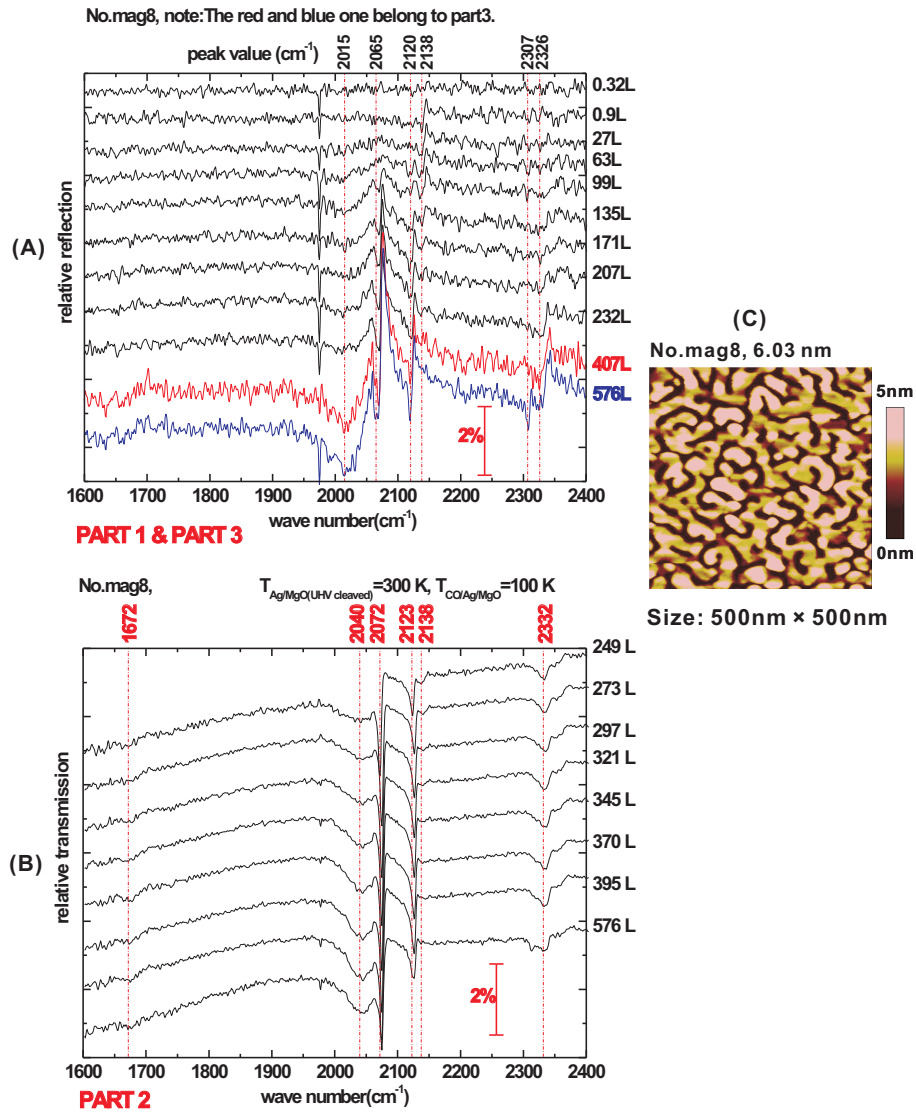 No.mag8, note:The red and blue one belong to part3.
peak value (cm-1)
2015
2065
2120
2138
2307
2326
0.32L
0.9L
27L
63L
99L
135L
171L
207L
232L
407L
576L
(A)
relative reflection
2%
1600 1700 1800 1900 2000 2100 2200 2300 2400
wave number(cm-1)
PART 1 & PART 3
(C)
No.mag8, 6.03 nm
5nm
0nm
Size: 500nm × 500nm
No.mag8,
TAg/MgO(UHV cleaved)=300 K, TCO/Ag/MgO=100 K
1672
2040
2072
2123
2138
2332
249 L
273 L
297 L
321 L
345 L
370 L
395 L
576 L
(B)
relative transmission
2%
1600 1700 1800 1900 2000 2100 2200 2300 2400
wave number(cm-1)
PART 2